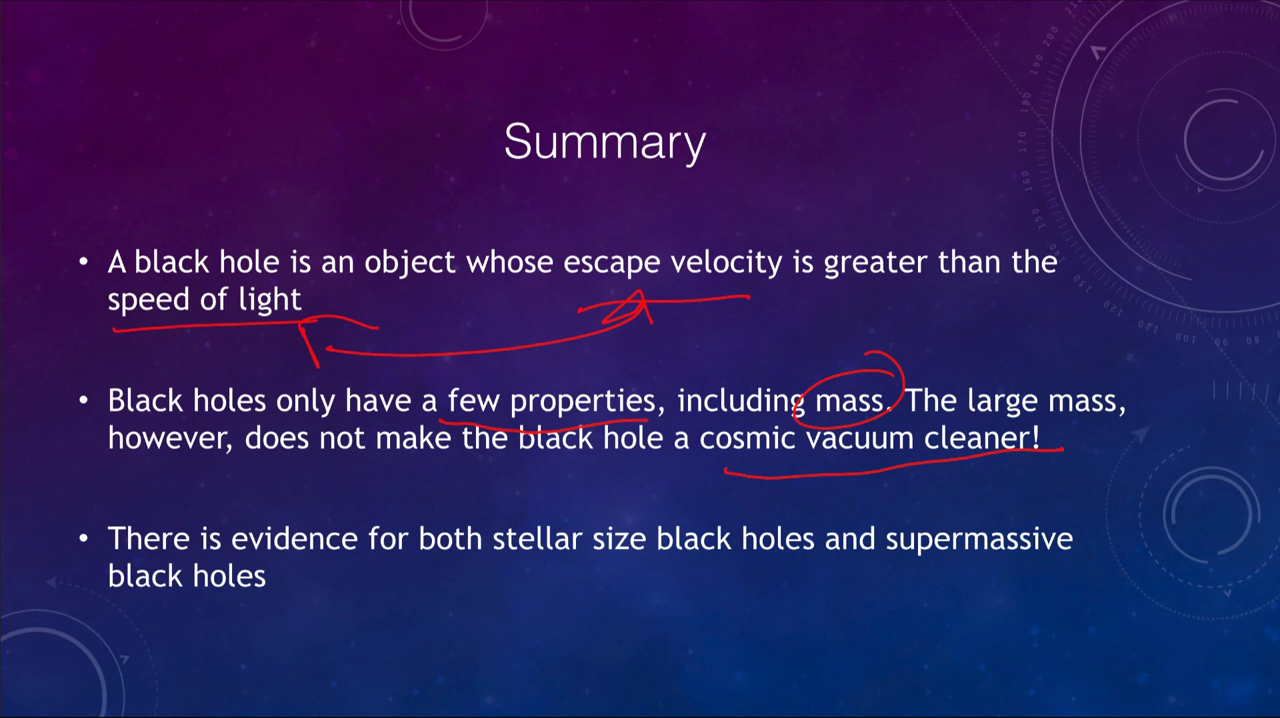 Summary
• A black hole is an object whose escape velocity is greater than the
speed of light
• Black holes only have a few properties, including mass. The large mass,
however, does not make the black hole a cosmic vacuum cleaner!
• There is evidence for both stellar size black holes and supermassive
black holes